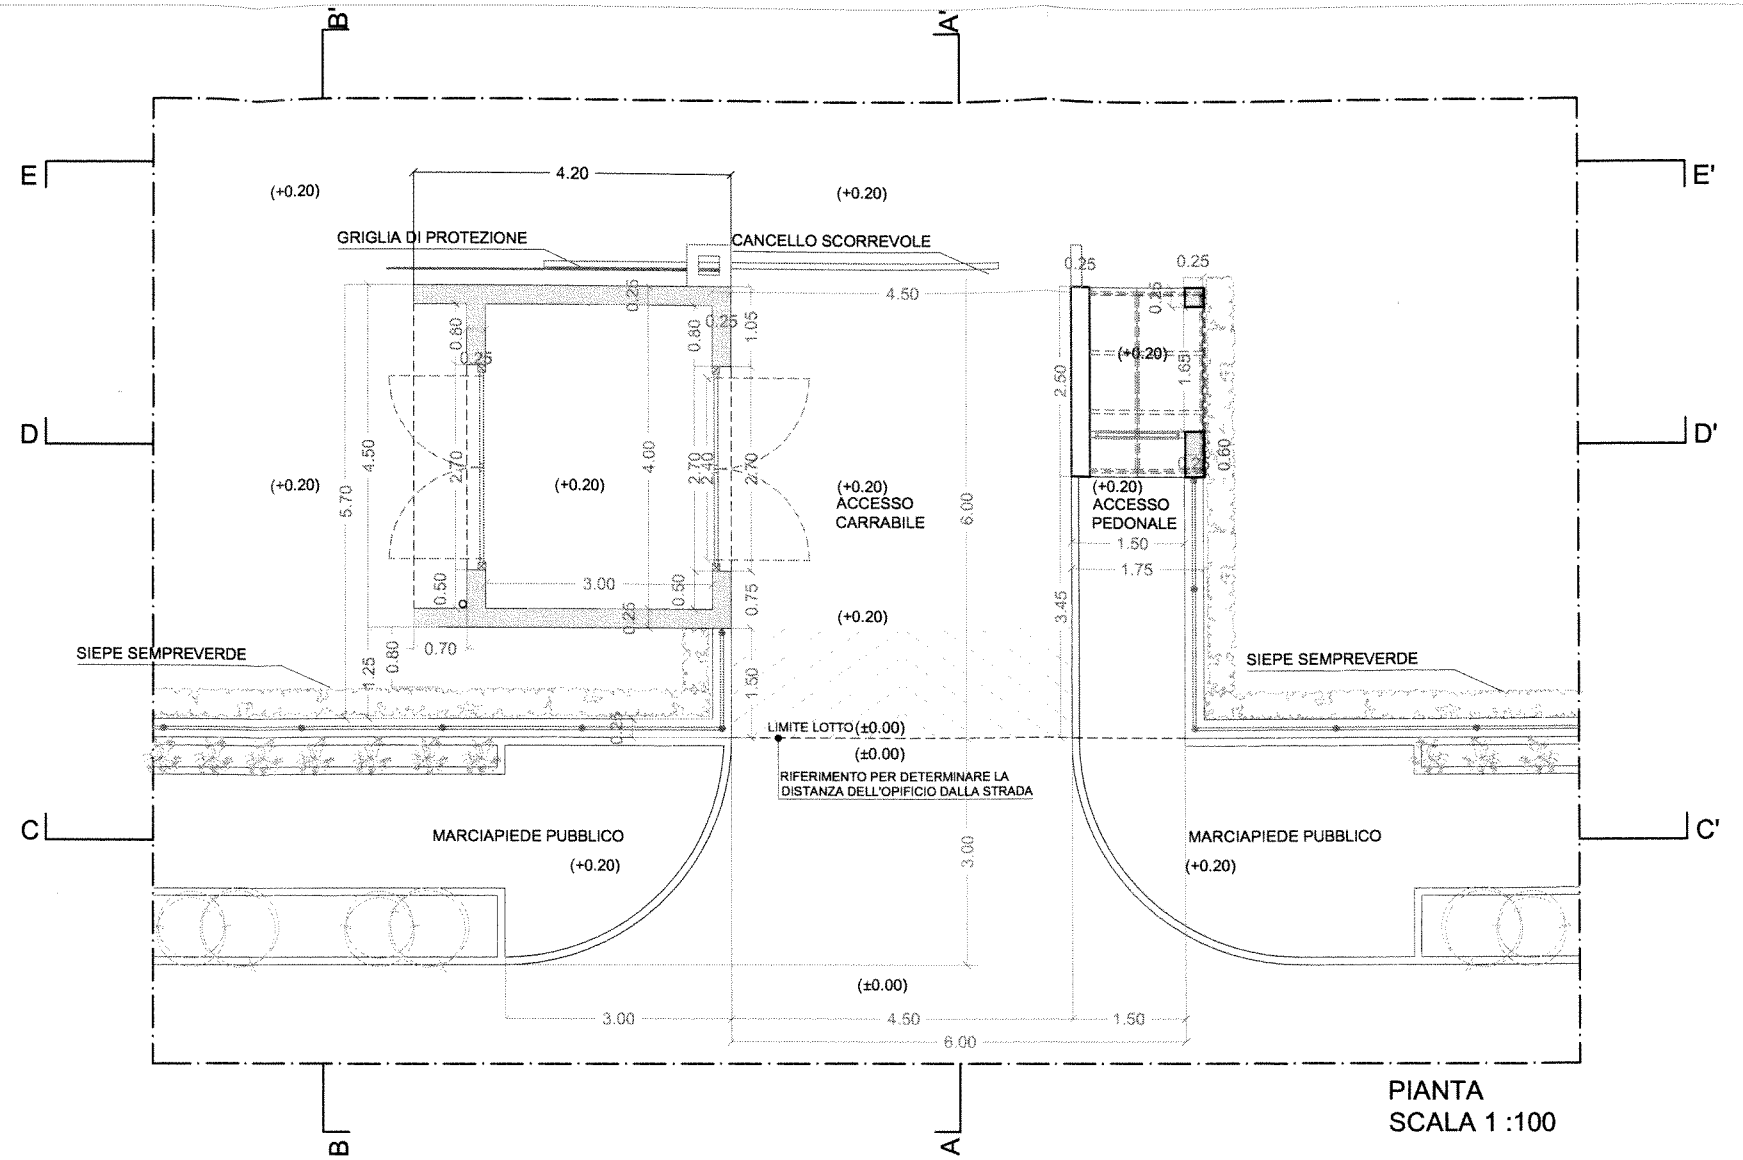 B'
A'
E
E'
4.20
(+0.20)
(+0.20)
GRIGLIA DI PROTEZIONE
CANCELLO SCORREVOLE
0.25
0.25
4.50
0.25
0.25
0.25
1.05
0.80
0.80
0.25
(+0.20)
1.65
2.50
D
D'
4.50
5.70
2.70
4.00
2.70
2.40
2.70
0.60
0.25
(+0.20)
(+0.20)
(+0.20)
ACCESSO
CARRABILE
6.00
(+0.20)
ACCESSO
PEDONALE
1.50
1.75
3.00
0.50
0.50
0.75
0.25
(+0.20)
3.45
SIEPE SEMPREVERDE
0.80
0.70
1.25
1.50
SIEPE SEMPREVERDE
0.25
LIMITE LOTTO (±0.00)
(±0.00)
RIFERIMENTO PER DETERMINARE LA
DISTANZA DELL'OPIFICIO DALLA STRADA
C
C'
MARCIAPIEDE PUBBLICO
(+0.20)
3.00
MARCIAPIEDE PUBBLICO
(+0.20)
(±0.00)
3.00
4.50
1.50
6.00
B
A
PIANTA
SCALA 1 :100